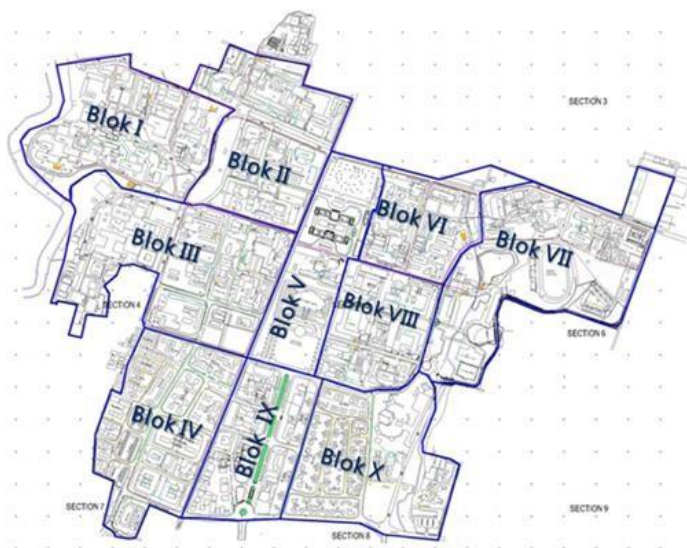 SECTION 3
Blok I
Blok II
Blok VI
Blok VII
Blok III
Blok V
SECTION 4
Blok VIII
SECTION 6
Blok IV
Blok IX
Blok X
SECTION 7
SECTION 9
SECTION 8